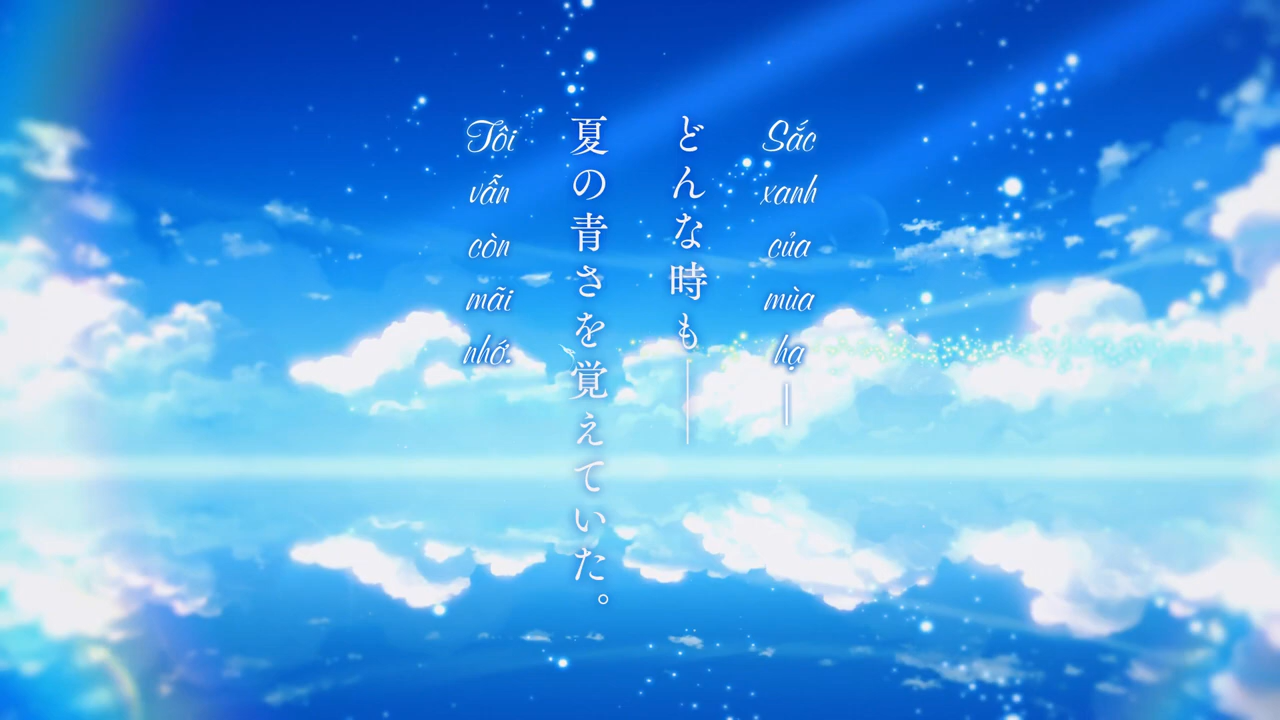 Sắc xanh của mùa hạ—
どんな時も—
夏の青さを覚えていた。
Tôi vẫn còn mãi nhớ.